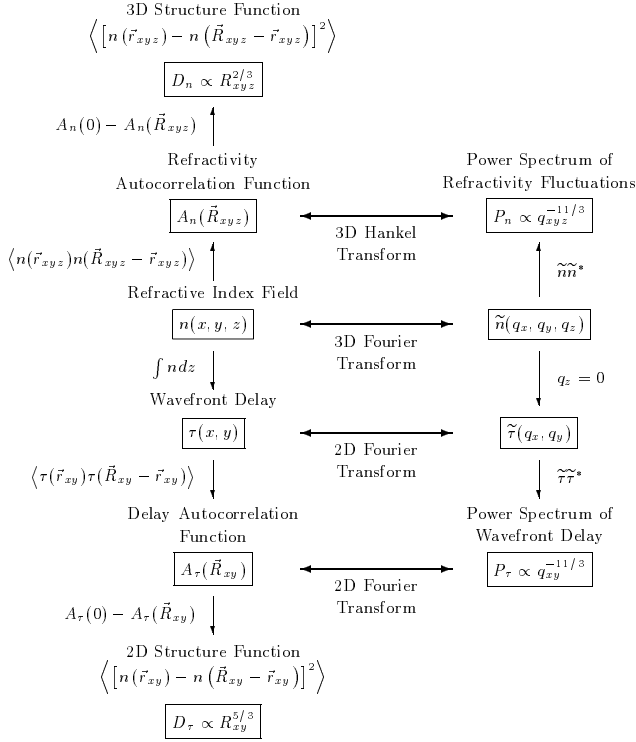 3D Structure Function
⟨[n(r⃗_xyz) − n(R⃗_xyz − r⃗_xyz)]²⟩
D_n ∝ R_xyz^{2/3}
A_n(0) − A_n(R⃗_xyz)
Refractivity
Autocorrelation Function
Power Spectrum of
Refractivity Fluctuations
A_n(R⃗_xyz)
3D Hankel
Transform
P_n ∝ q_xyz^{−11/3}
⟨n(r⃗_xyz)n(R⃗_xyz − r⃗_xyz)⟩
ññ*
Refractive Index Field
n(x, y, z)
3D Fourier
Transform
ñ(q_x, q_y, q_z)
∫ ndz
q_z = 0
Wavefront Delay
τ(x, y)
2D Fourier
Transform
τ̃(q_x, q_y)
⟨τ(r⃗_xy)τ(R⃗_xy − r⃗_xy)⟩
τ̃τ̃*
Delay Autocorrelation
Function
Power Spectrum of
Wavefront Delay
A_τ(R⃗_xy)
2D Fourier
Transform
P_τ ∝ q_xy^{−11/3}
A_τ(0) − A_τ(R⃗_xy)
2D Structure Function
⟨[n(r⃗_xy) − n(R⃗_xy − r⃗_xy)]²⟩
D_τ ∝ R_xy^{5/3}